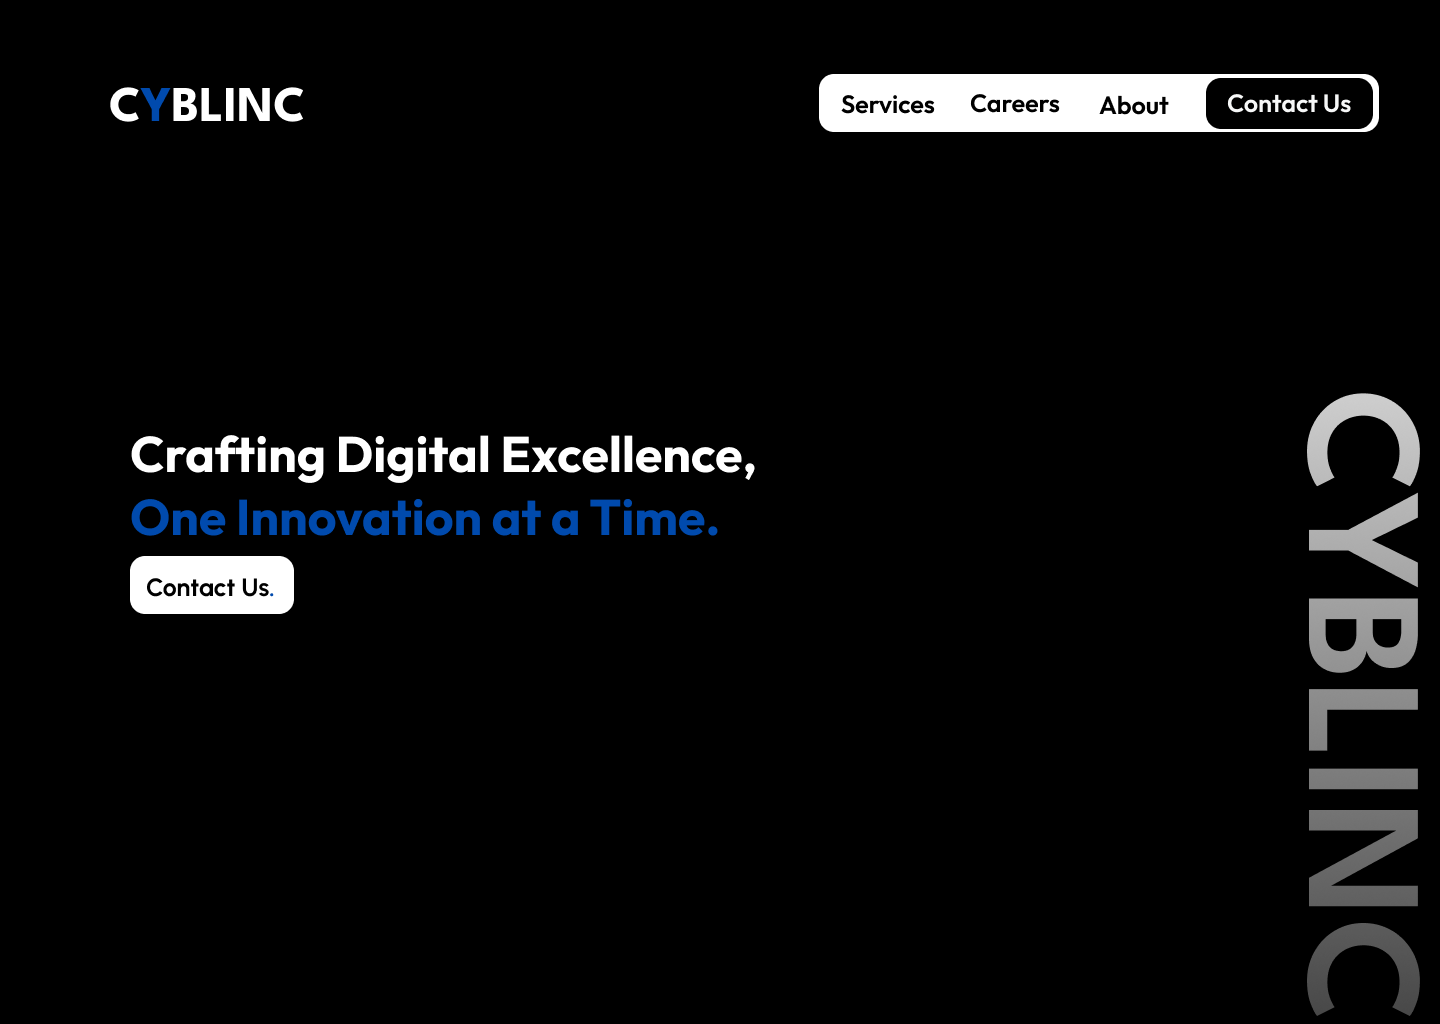 CYBLINC
Services Careers About Contact Us
Crafting Digital Excellence,
One Innovation at a Time.
Contact Us.
CYBLINC